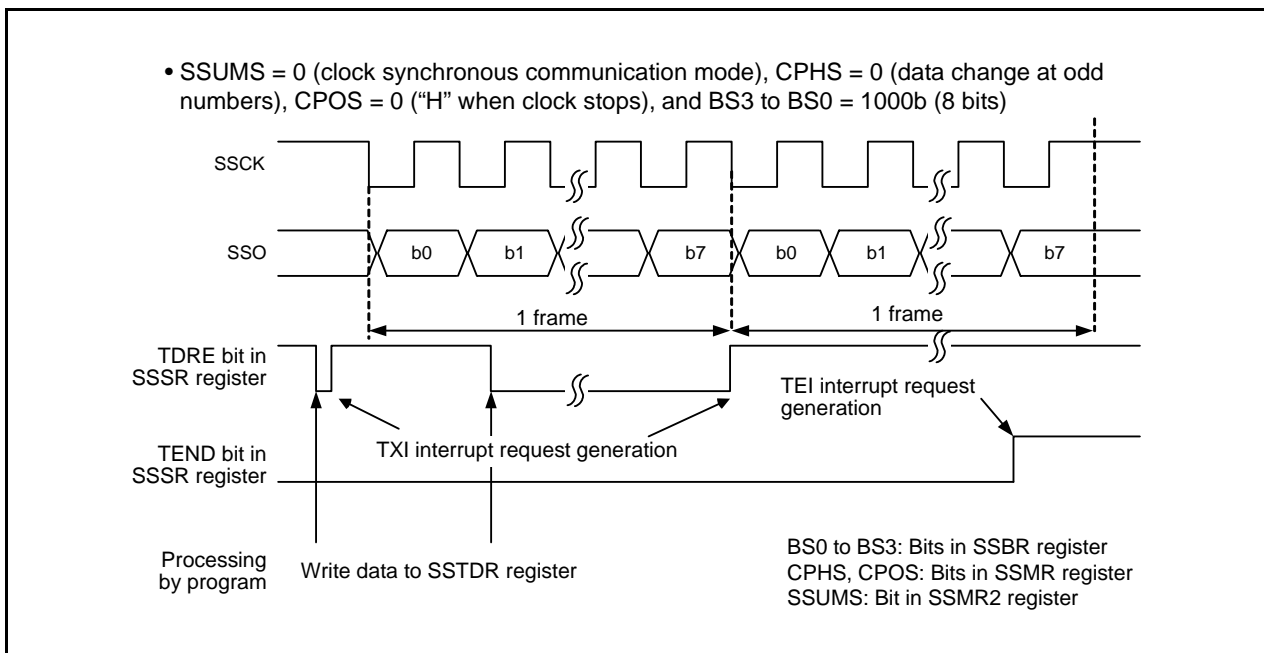 • SSUMS = 0 (clock synchronous communication mode), CPHS = 0 (data change at odd
numbers), CPOS = 0 (“H” when clock stops), and BS3 to BS0 = 1000b (8 bits)
SSCK
SSO
b0
b1
b7
b0
b1
b7
1 frame
1 frame
TDRE bit in
SSSR register
TEI interrupt request
generation
TXI interrupt request generation
TEND bit in
SSSR register
Processing
by program
Write data to SSTDR register
BS0 to BS3: Bits in SSBR register
CPHS, CPOS: Bits in SSMR register
SSUMS: Bit in SSMR2 register